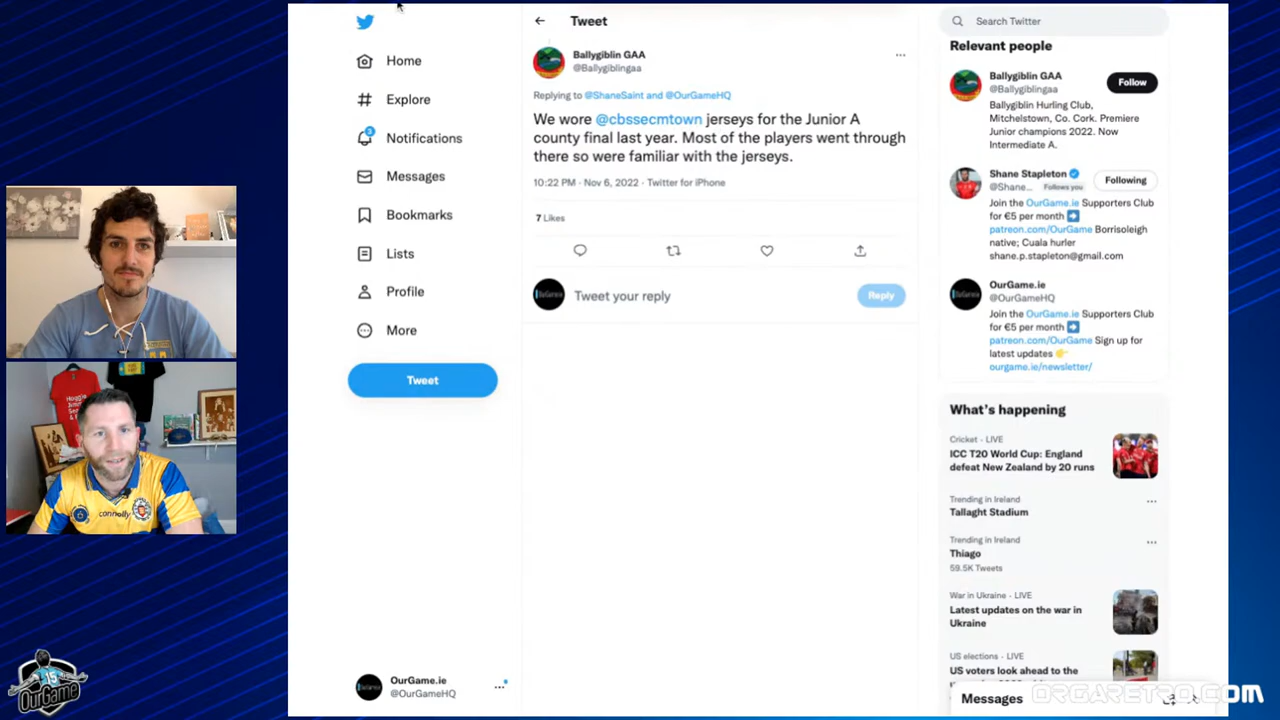 Home
Explore
2
Notifications
Messages
Bookmarks
Lists
Profile
More
Tweet
OurGame.ie
@OurGameHQ
Tweet
Ballygiblin GAA
@Ballygiblingaa
Replying to @ShaneSaint and @OurGameHQ
We wore @cbssecmtown jerseys for the Junior A
county final last year. Most of the players went through
there so were familiar with the jerseys.
10:22 PM · Nov 6, 2022 · Twitter for iPhone
7 Likes
Tweet your reply
Reply
Search Twitter
Relevant people
Ballygiblin GAA
@Ballygiblingaa
Follow
Ballygiblin Hurling Club,
Mitchelstown, Co. Cork. Premiere
Junior champions 2022. Now
Intermediate A.
Shane Stapleton
@Shane... Follows you
Following
Join the OurGame.ie Supporters Club
for €5 per month ➡
patreon.com/OurGame Borrisoleigh
native; Cuala hurler
shane.p.stapleton@gmail.com
OurGame.ie
@OurGameHQ
Join the OurGame.ie Supporters Club
for €5 per month ➡
patreon.com/OurGame Sign up for
latest updates 👉
ourgame.ie/newsletter/
What's happening
Cricket · LIVE
ICC T20 World Cup: England
defeat New Zealand by 20 runs
Trending in Ireland
Tallaght Stadium
Trending in Ireland
Thiago
59.5K Tweets
War in Ukraine · LIVE
Latest updates on the war in
Ukraine
US elections · LIVE
US voters look ahead to the
Messages
ORGARETRO.COM
connolly
15
OurGame